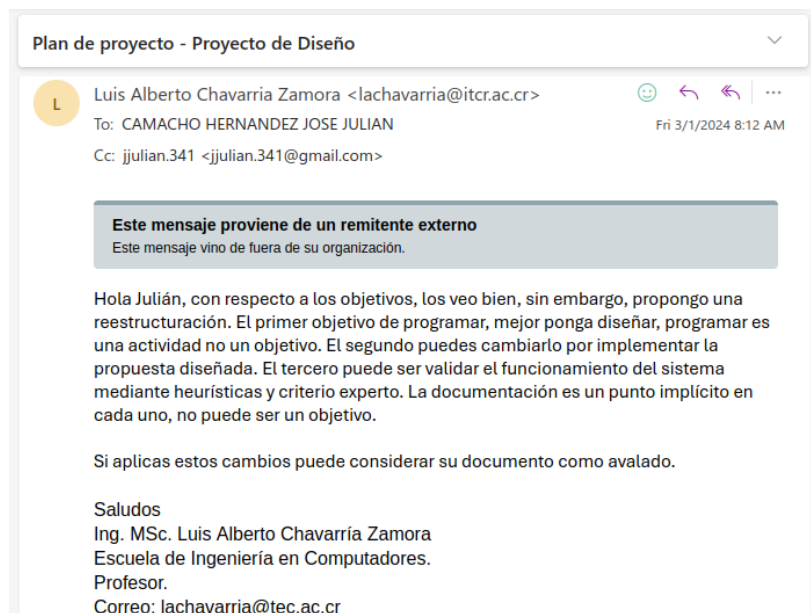 Plan de proyecto - Proyecto de Diseño
L
Luis Alberto Chavarria Zamora <lachavarria@itcr.ac.cr>
To: CAMACHO HERNANDEZ JOSE JULIAN
Fri 3/1/2024 8:12 AM
Cc: jjulian.341 <jjulian.341@gmail.com>
Este mensaje proviene de un remitente externo
Este mensaje vino de fuera de su organización.
Hola Julián, con respecto a los objetivos, los veo bien, sin embargo, propongo una
reestructuración. El primer objetivo de programar, mejor ponga diseñar, programar es
una actividad no un objetivo. El segundo puedes cambiarlo por implementar la
propuesta diseñada. El tercero puede ser validar el funcionamiento del sistema
mediante heurísticas y criterio experto. La documentación es un punto implícito en
cada uno, no puede ser un objetivo.
Si aplicas estos cambios puede considerar su documento como avalado.
Saludos
Ing. MSc. Luis Alberto Chavarría Zamora
Escuela de Ingeniería en Computadores.
Profesor.
Correo: lachavarria@tec.ac.cr